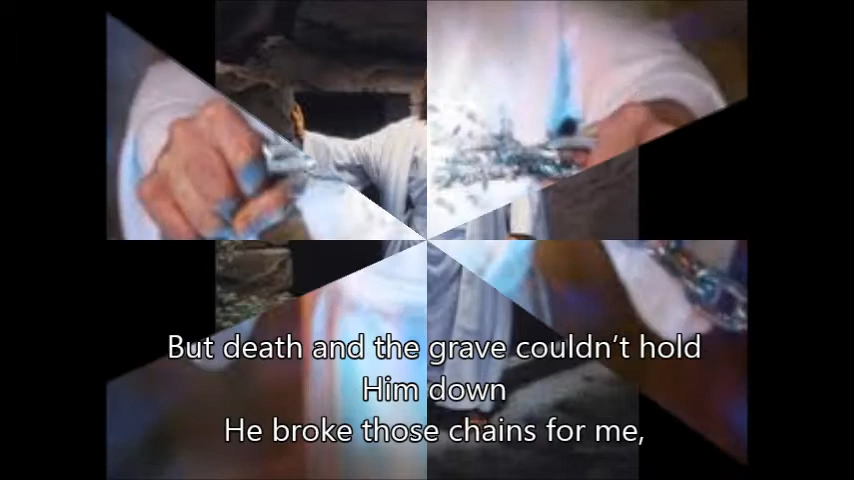 But death and the grave couldn’t hold
Him down
He broke those chains for me,